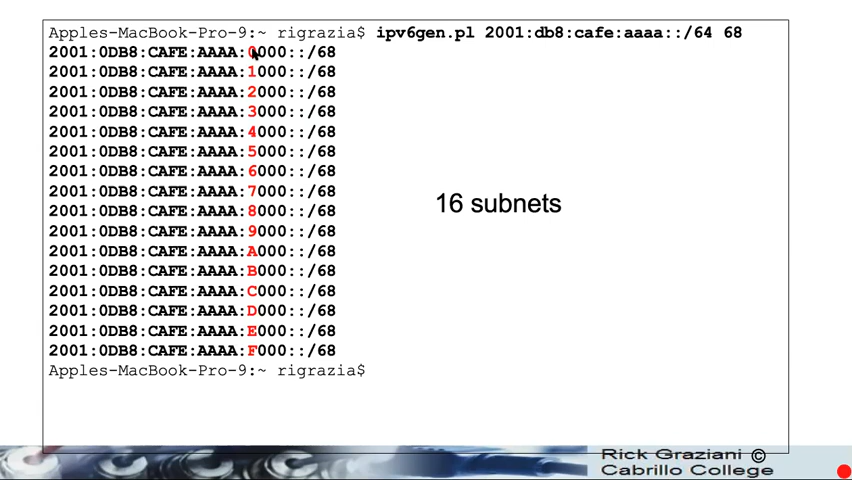 Apples-MacBook-Pro-9:~ rigrazia$ ipv6gen.pl 2001:db8:cafe:aaaa::/64 68
2001:0DB8:CAFE:AAAA:0000::/68
2001:0DB8:CAFE:AAAA:1000::/68
2001:0DB8:CAFE:AAAA:2000::/68
2001:0DB8:CAFE:AAAA:3000::/68
2001:0DB8:CAFE:AAAA:4000::/68
2001:0DB8:CAFE:AAAA:5000::/68
2001:0DB8:CAFE:AAAA:6000::/68
2001:0DB8:CAFE:AAAA:7000::/68
2001:0DB8:CAFE:AAAA:8000::/68
2001:0DB8:CAFE:AAAA:9000::/68
2001:0DB8:CAFE:AAAA:A000::/68
2001:0DB8:CAFE:AAAA:B000::/68
2001:0DB8:CAFE:AAAA:C000::/68
2001:0DB8:CAFE:AAAA:D000::/68
2001:0DB8:CAFE:AAAA:E000::/68
2001:0DB8:CAFE:AAAA:F000::/68
Apples-MacBook-Pro-9:~ rigrazia$
16 subnets
Rick Graziani ©
Cabrillo College